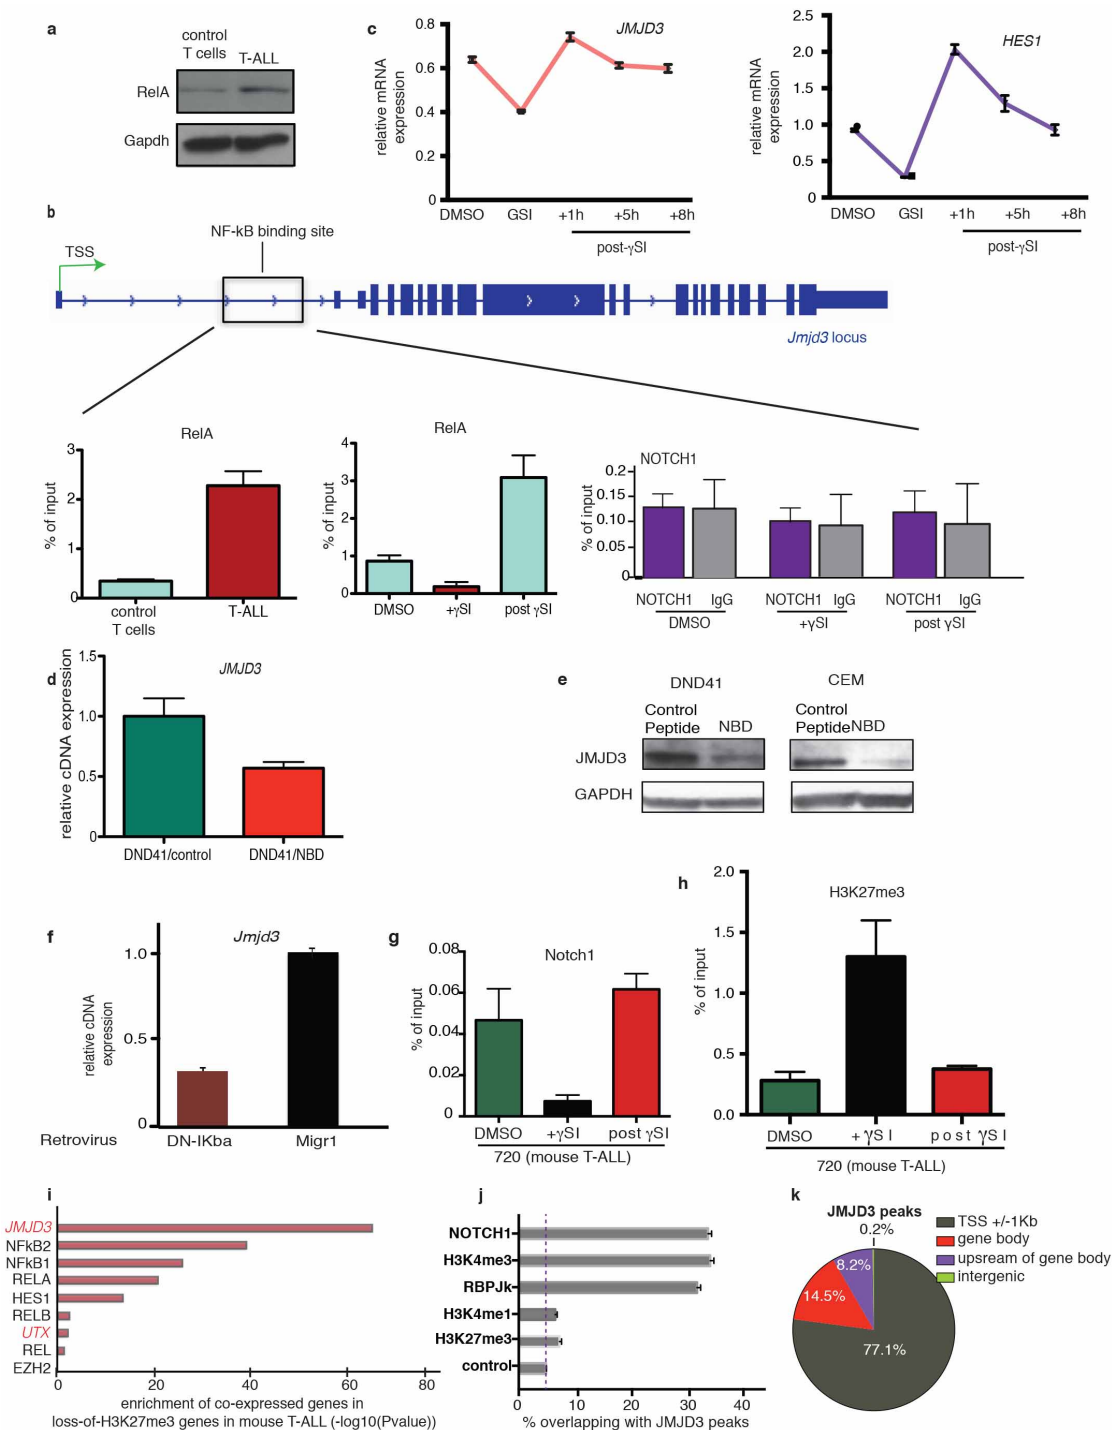 a
control
T cells
T-ALL
RelA
Gapdh
c
JMJD3
relative mRNA
expression
0.8
0.6
0.4
0.2
0
DMSO
GSI
+1h
+5h
+8h
post-γSI
HES1
relative mRNA
expression
2.5
2.0
1.5
1.0
0.5
0
DMSO
GSI
+1h
+5h
+8h
post-γSI
b
NF-kB binding site
TSS
Jmjd3 locus
RelA
% of input
3
2
1
0
control
T cells
T-ALL
RelA
% of input
4
3
2
1
0
DMSO
+γSI
post γSI
NOTCH1
% of input
0.2
0.15
0.10
0.05
0
NOTCH1
IgG
NOTCH1
IgG
NOTCH1
IgG
DMSO
+γSI
post γSI
d
JMJD3
relative cDNA expression
1.5
1.0
0.5
0
DND41/control
DND41/NBD
e
DND41
CEM
Control
Peptide
NBD
Control
PeptideNBD
JMJD3
GAPDH
f
Jmjd3
relative cDNA
expression
1.0
0.5
0
Retrovirus
DN-IKba
Migr1
g
Notch1
% of input
0.08
0.06
0.04
0.02
0
DMSO
+γSI
post γSI
720 (mouse T-ALL)
h
H3K27me3
% of input
2.0
1.5
1.0
0.5
0.0
DMSO
+ γS I
p o s t γS I
720 (mouse T-ALL)
i
JMJD3
NFkB2
NFkB1
RELA
HES1
RELB
UTX
REL
EZH2
0
20
40
60
80
enrichment of co-expressed genes in
loss-of-H3K27me3 genes in mouse T-ALL (-log10(Pvalue))
j
NOTCH1
H3K4me3
RBPJk
H3K4me1
H3K27me3
control
0
10
20
30
40
% overlapping with JMJD3 peaks
k
JMJD3 peaks
0.2%
8.2%
14.5%
77.1%
TSS +/-1Kb
gene body
upsream of gene body
intergenic